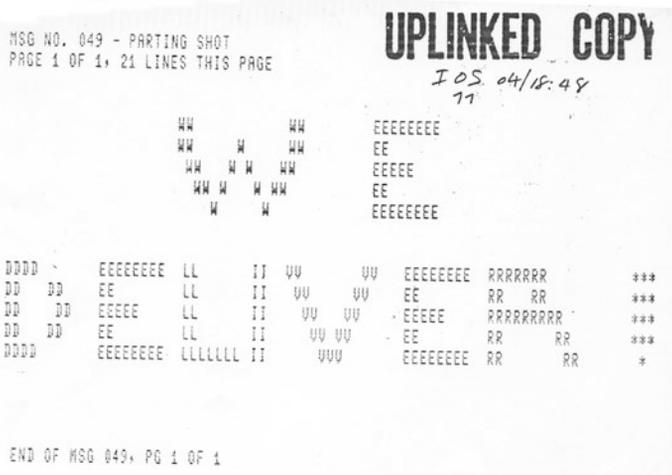 MSG NO. 049 - PARTING SHOT
PAGE 1 OF 1, 21 LINES THIS PAGE
UPLINKED COPY
IOS 04/18:48
WE
DELIVER!
END OF MSG 049, PG 1 OF 1